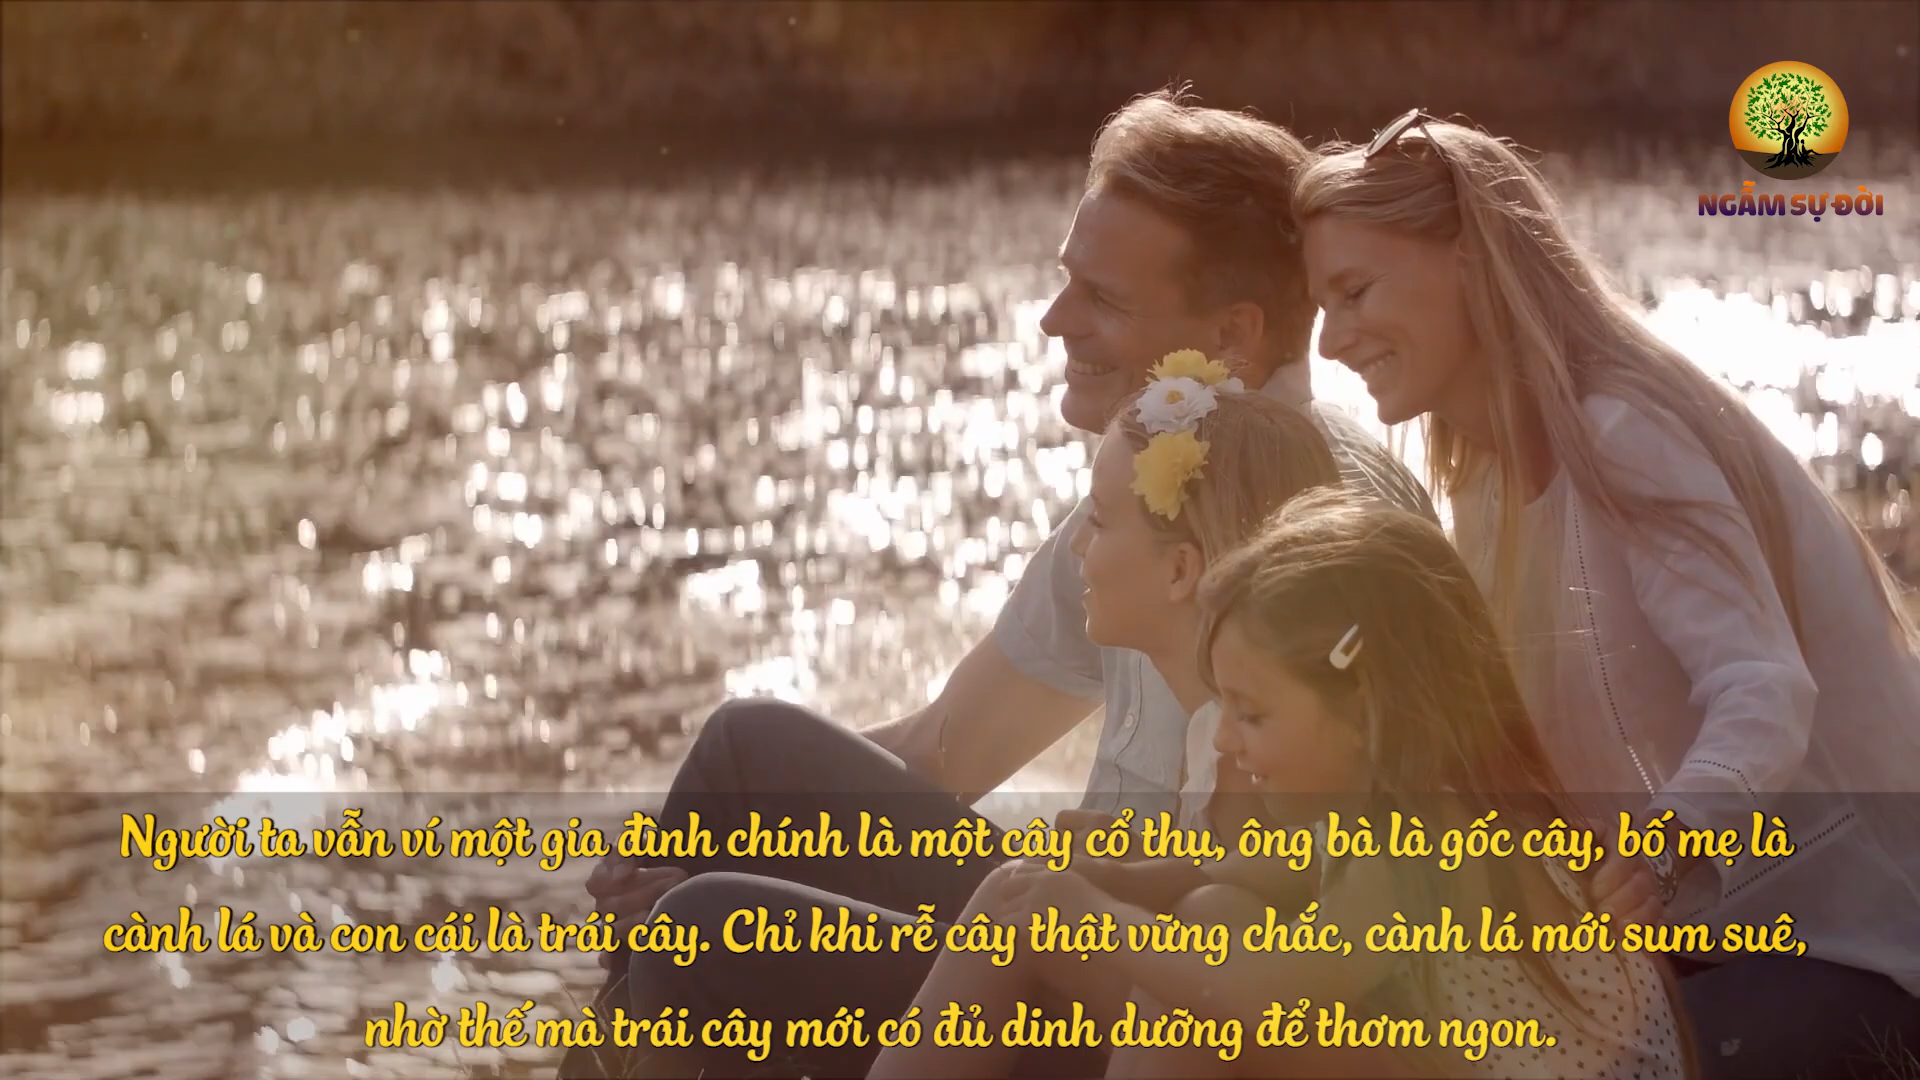 NGẪM SỰ ĐỜI
Người ta vẫn ví một gia đình chính là một cây cổ thụ, ông bà là gốc cây, bố mẹ là
cành lá và con cái là trái cây. Chỉ khi rễ cây thật vững chắc, cành lá mới sum suê,
nhờ thế mà trái cây mới có đủ dinh dưỡng để thơm ngon.